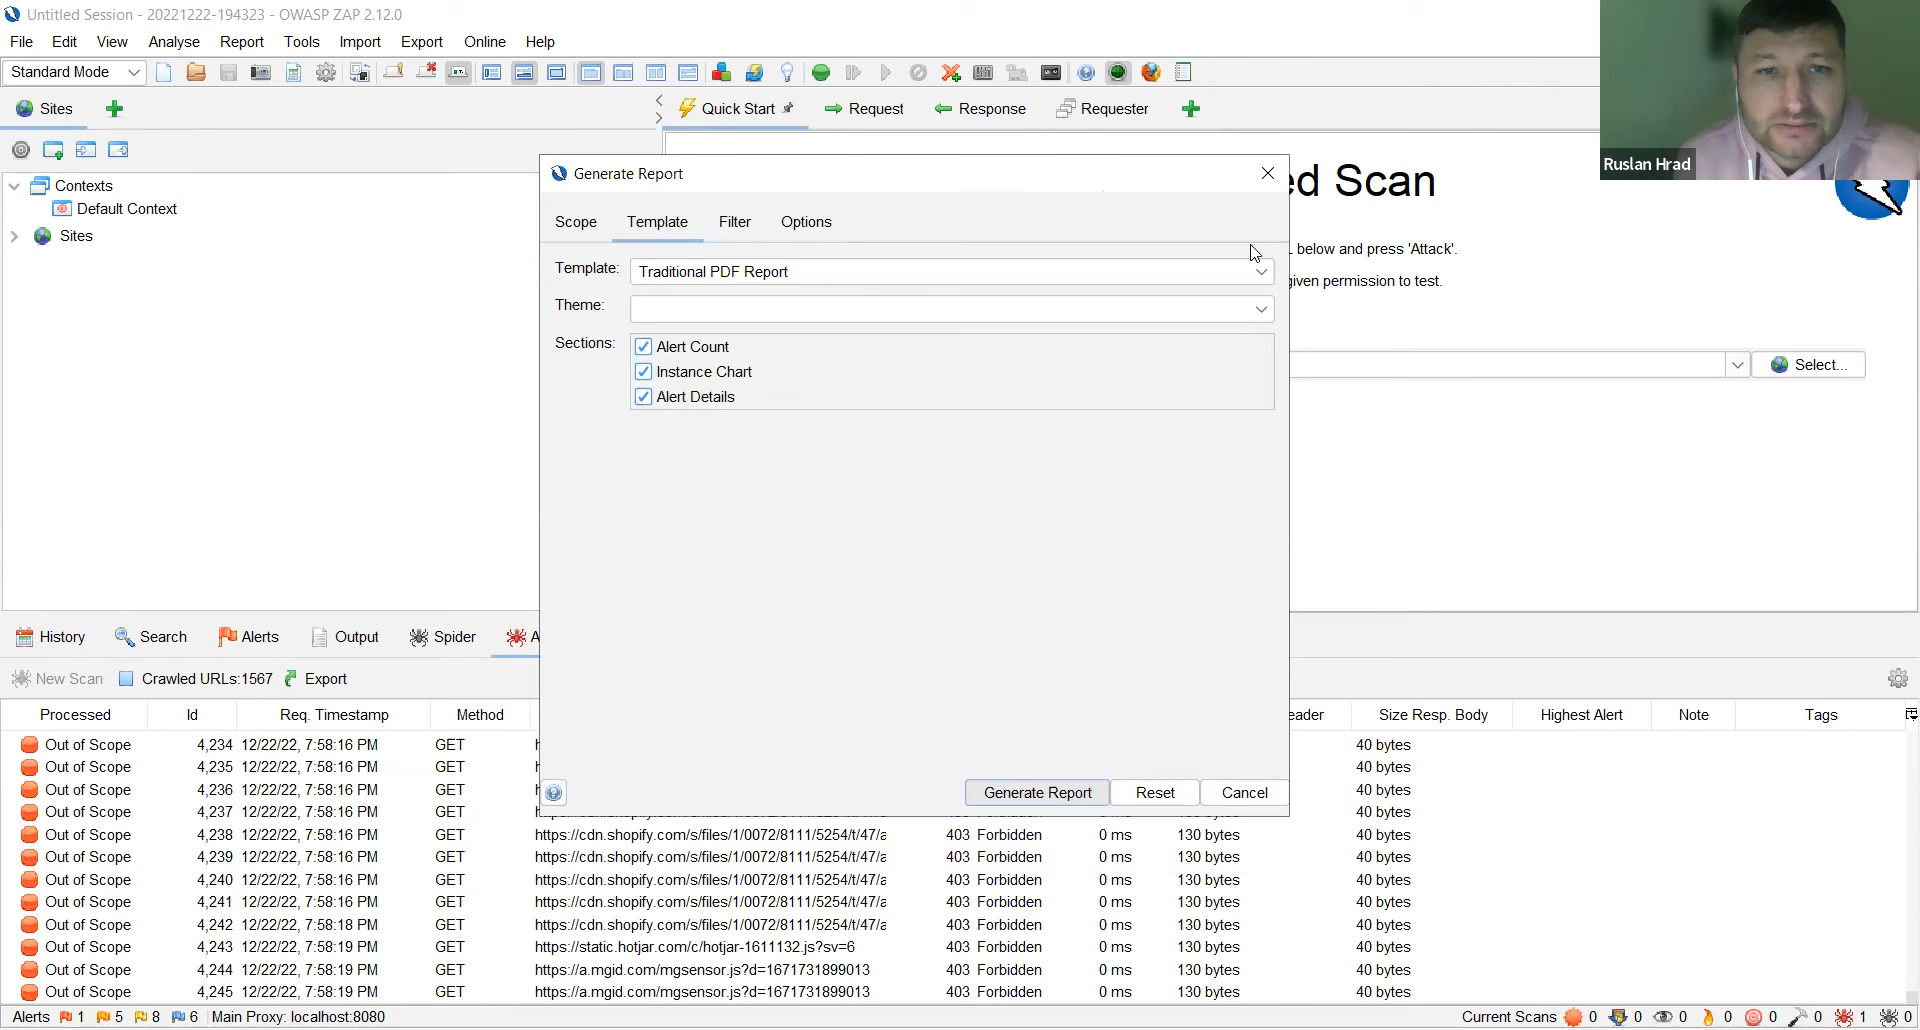 Untitled Session - 20221222-194323 - OWASP ZAP 2.12.0
File Edit View Analyse Report Tools Import Export Online Help
Standard Mode
Sites
Quick Start Request Response Requester
Ruslan Hrad
Contexts
Default Context
Sites
Generate Report
ed Scan
Scope Template Filter Options
below and press 'Attack'.
Template: Traditional PDF Report
given permission to test.
Theme:
Sections: Alert Count
Instance Chart
Alert Details
Select...
History Search Alerts Output Spider A
New Scan Crawled URLs:1567 Export
Generate Report Reset Cancel
Processed Id Req. Timestamp Method eader Size Resp. Body Highest Alert Note Tags
Out of Scope 4,234 12/22/22, 7:58:16 PM GET 40 bytes
Out of Scope 4,235 12/22/22, 7:58:16 PM GET 40 bytes
Out of Scope 4,236 12/22/22, 7:58:16 PM GET 40 bytes
Out of Scope 4,237 12/22/22, 7:58:16 PM GET 40 bytes
Out of Scope 4,238 12/22/22, 7:58:16 PM GET https://cdn.shopify.com/s/files/1/0072/8111/5254/t/47/a 403 Forbidden 0 ms 130 bytes 40 bytes
Out of Scope 4,239 12/22/22, 7:58:16 PM GET https://cdn.shopify.com/s/files/1/0072/8111/5254/t/47/a 403 Forbidden 0 ms 130 bytes 40 bytes
Out of Scope 4,240 12/22/22, 7:58:16 PM GET https://cdn.shopify.com/s/files/1/0072/8111/5254/t/47/a 403 Forbidden 0 ms 130 bytes 40 bytes
Out of Scope 4,241 12/22/22, 7:58:16 PM GET https://cdn.shopify.com/s/files/1/0072/8111/5254/t/47/a 403 Forbidden 0 ms 130 bytes 40 bytes
Out of Scope 4,242 12/22/22, 7:58:18 PM GET https://cdn.shopify.com/s/files/1/0072/8111/5254/t/47/a 403 Forbidden 0 ms 130 bytes 40 bytes
Out of Scope 4,243 12/22/22, 7:58:19 PM GET https://static.hotjar.com/c/hotjar-1611132.js?sv=6 403 Forbidden 0 ms 130 bytes 40 bytes
Out of Scope 4,244 12/22/22, 7:58:19 PM GET https://a.mgid.com/mgsensor.js?d=1671731899013 403 Forbidden 0 ms 130 bytes 40 bytes
Out of Scope 4,245 12/22/22, 7:58:19 PM GET https://a.mgid.com/mgsensor.js?d=1671731899013 403 Forbidden 0 ms 130 bytes 40 bytes
Alerts 1 5 8 6 Main Proxy: localhost:8080 Current Scans 0 0 0 0 0 0 1 0